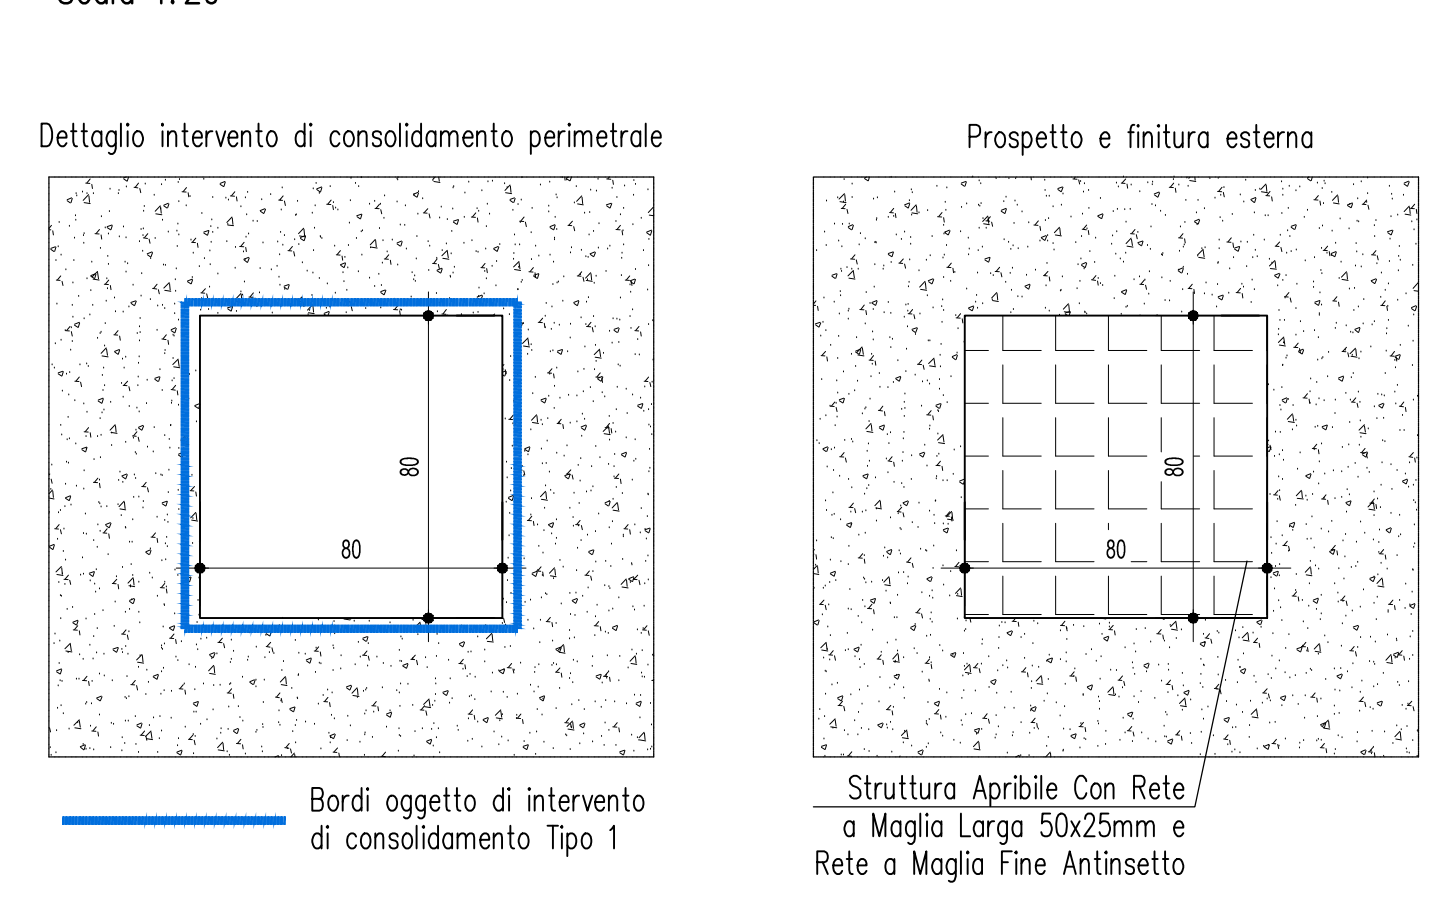 Dettaglio intervento di consolidamento perimetrale
80
80
Bordi oggetto di intervento
di consolidamento Tipo 1
Prospetto e finitura esterna
80
80
Struttura Apribile Con Rete
a Maglia Larga 50x25mm e
Rete a Maglia Fine Antinsetto